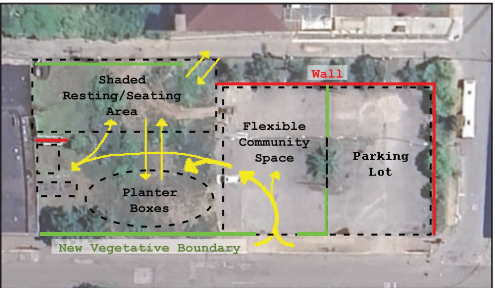 Shaded
Resting/Seating
Area
Wall
Flexible
Community
Space
Parking
Lot
Planter
Boxes
New Vegetative Boundary